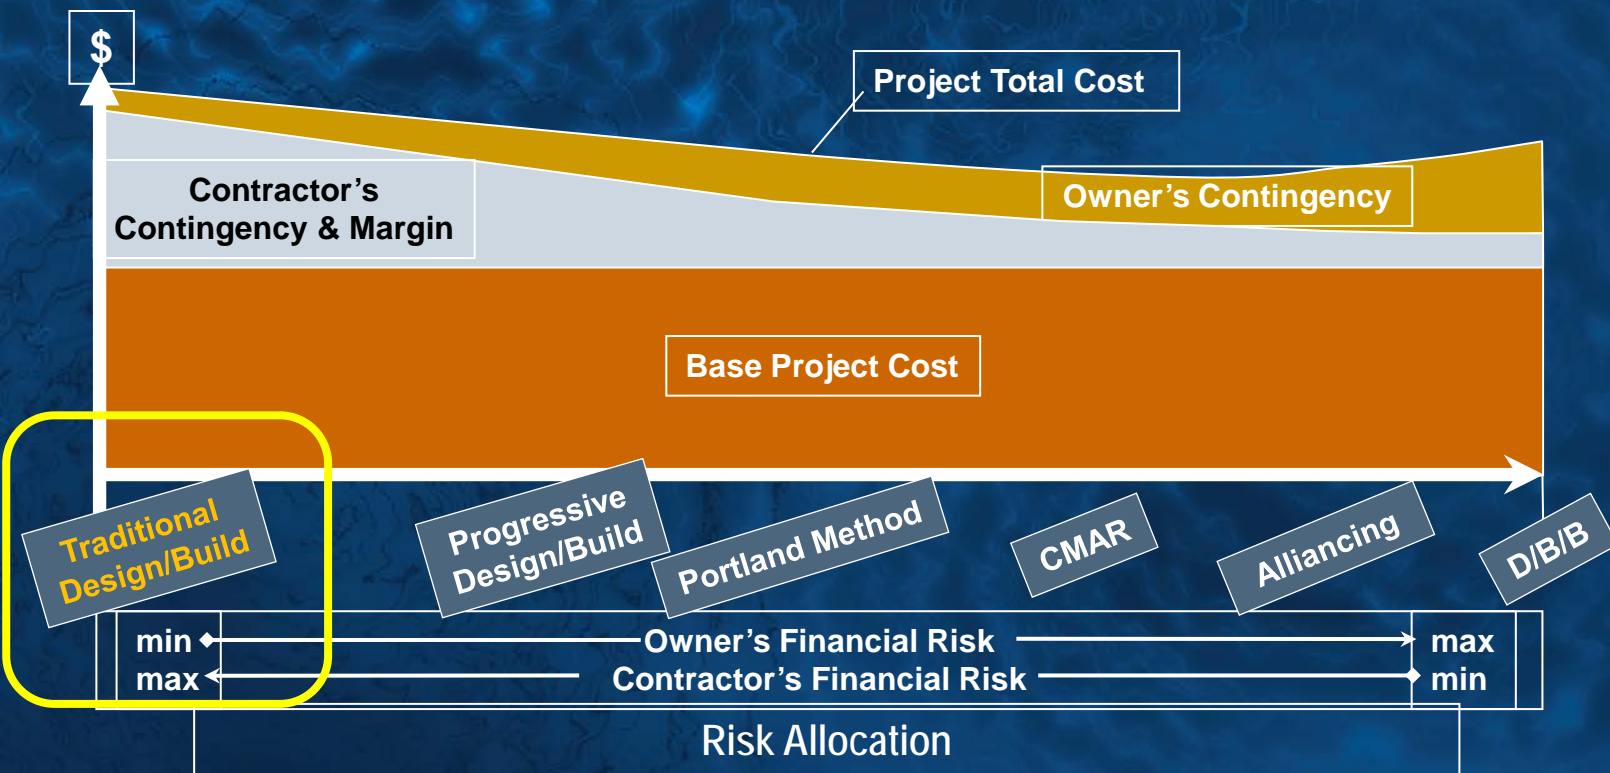 $
Project Total Cost
Contractor’s
Contingency & Margin
Owner’s Contingency
Base Project Cost
Traditional
Design/Build
Progressive
Design/Build
Portland Method
CMAR
Alliancing
D/B/B
min Owner’s Financial Risk max
max Contractor’s Financial Risk min
Risk Allocation